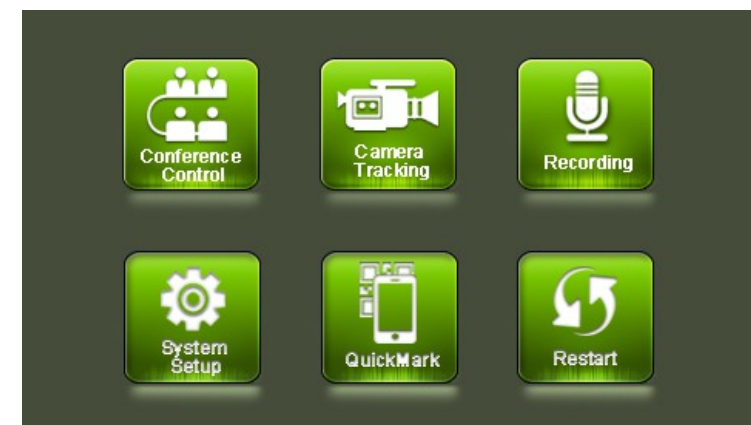 Conference
Control
Camera
Tracking
Recording
System
Setup
QuickMark
Restart